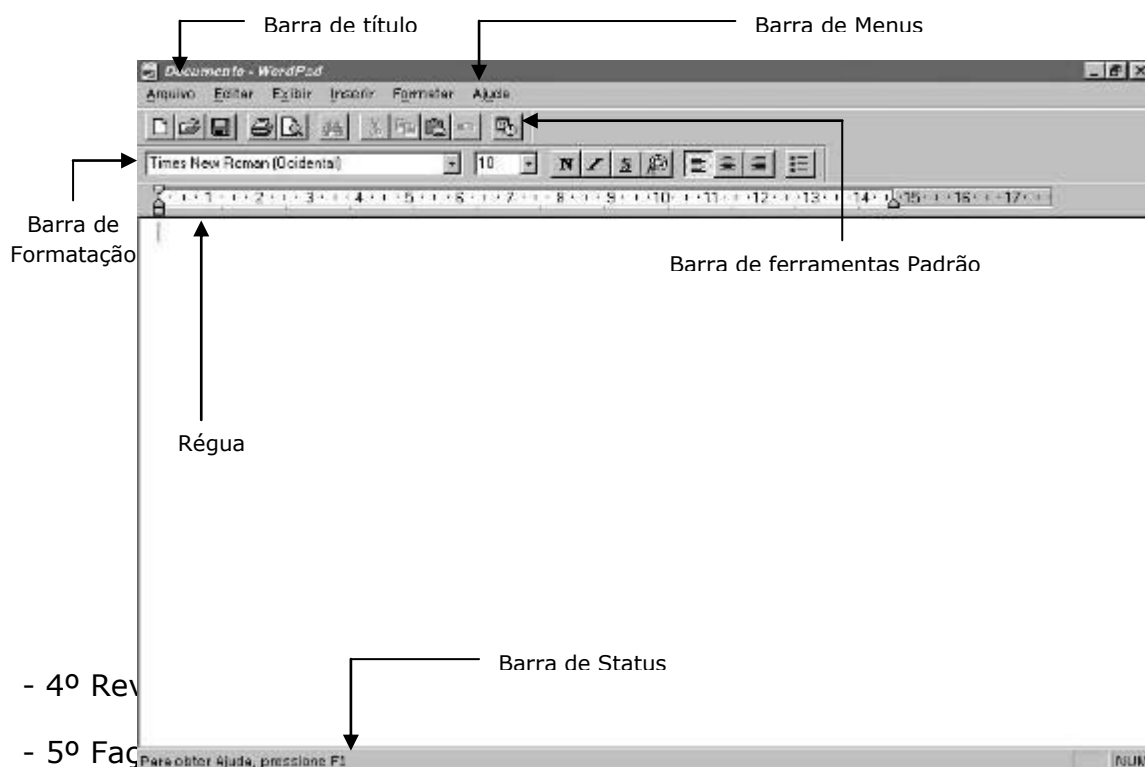 Barra de título
Barra de Menus
Documento - WordPad
Arquivo Editar Exibir Inserir Formatar Ajuda
Times New Roman (Ocidental) 10 N S
1 2 3 4 5 6 7 8 9 10 11 12 13 14 15 16 17
Barra de
Formatação
Barra de ferramentas Padrão
Régua
Barra de Status
- 4º Rev
- 5º Faç
Para obter Ajuda, pressione F1
NUM